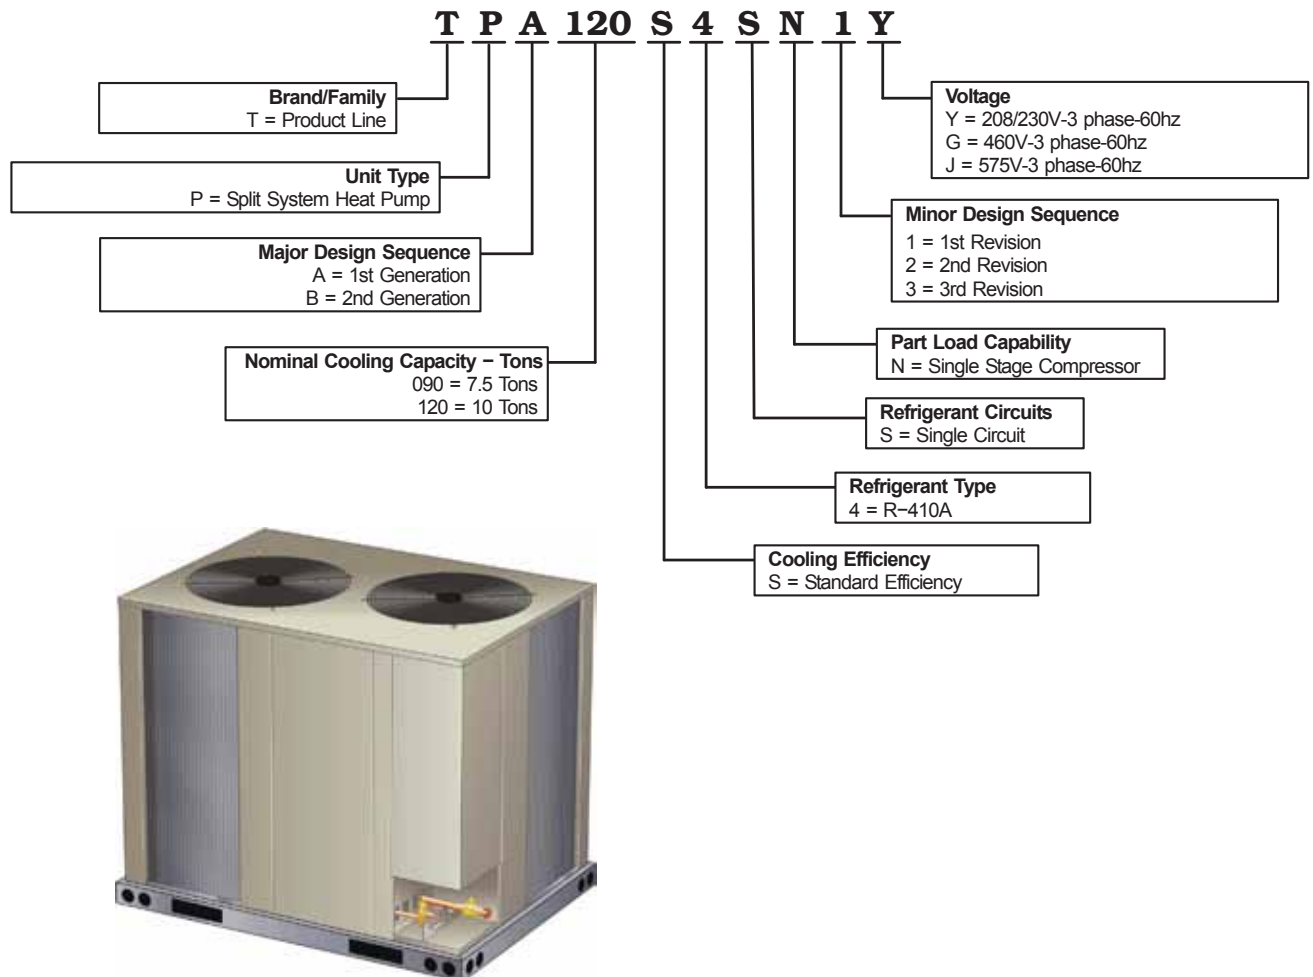 T P A 120 S 4 S N 1 Y
Brand/Family
T = Product Line
Unit Type
P = Split System Heat Pump
Major Design Sequence
A = 1st Generation
B = 2nd Generation
Nominal Cooling Capacity − Tons
090 = 7.5 Tons
120 = 10 Tons
Voltage
Y = 208/230V-3 phase-60hz
G = 460V-3 phase-60hz
J = 575V-3 phase-60hz
Minor Design Sequence
1 = 1st Revision
2 = 2nd Revision
3 = 3rd Revision
Part Load Capability
N = Single Stage Compressor
Refrigerant Circuits
S = Single Circuit
Refrigerant Type
4 = R−410A
Cooling Efficiency
S = Standard Efficiency